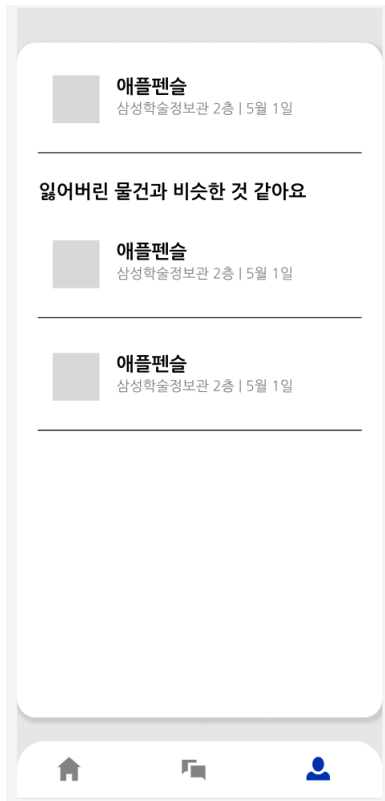 애플펜슬
삼성학술정보관 2층 | 5월 1일
잃어버린 물건과 비슷한 것 같아요
애플펜슬
삼성학술정보관 2층 | 5월 1일
애플펜슬
삼성학술정보관 2층 | 5월 1일